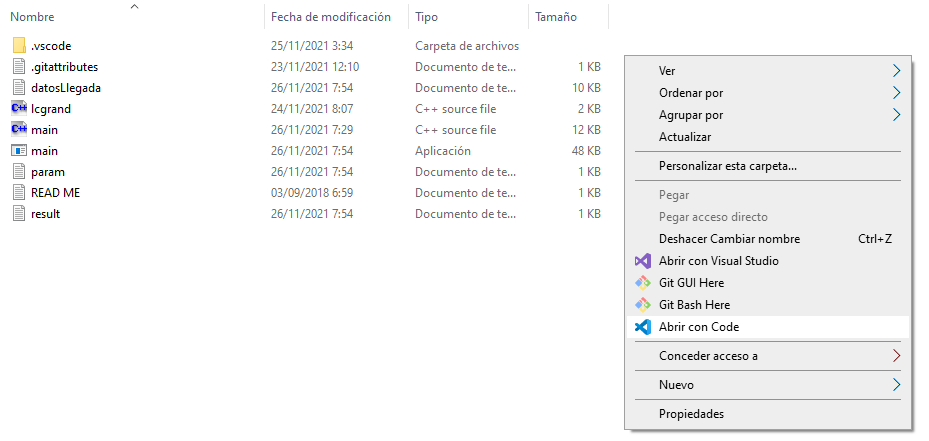 Nombre Fecha de modificación Tipo Tamaño
.vscode 25/11/2021 3:34 Carpeta de archivos
.gitattributes 23/11/2021 12:10 Documento de te... 1 KB
datosLlegada 26/11/2021 7:54 Documento de te... 10 KB
lcgrand 24/11/2021 8:07 C++ source file 2 KB
main 26/11/2021 7:29 C++ source file 12 KB
main 26/11/2021 7:54 Aplicación 48 KB
param 26/11/2021 7:54 Documento de te... 1 KB
READ ME 03/09/2018 6:59 Documento de te... 1 KB
result 26/11/2021 7:54 Documento de te... 1 KB
Ver
Ordenar por
Agrupar por
Actualizar
Personalizar esta carpeta...
Pegar
Pegar acceso directo
Deshacer Cambiar nombre Ctrl+Z
Abrir con Visual Studio
Git GUI Here
Git Bash Here
Abrir con Code
Conceder acceso a
Nuevo
Propiedades